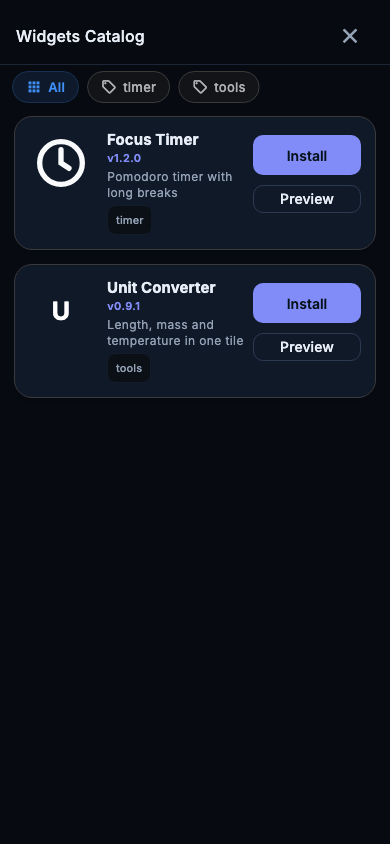 Widgets Catalog
All
timer
tools
Focus Timer
v1.2.0
Pomodoro timer with
long breaks
timer
Install
Preview
U
Unit Converter
v0.9.1
Length, mass and
temperature in one tile
tools
Install
Preview